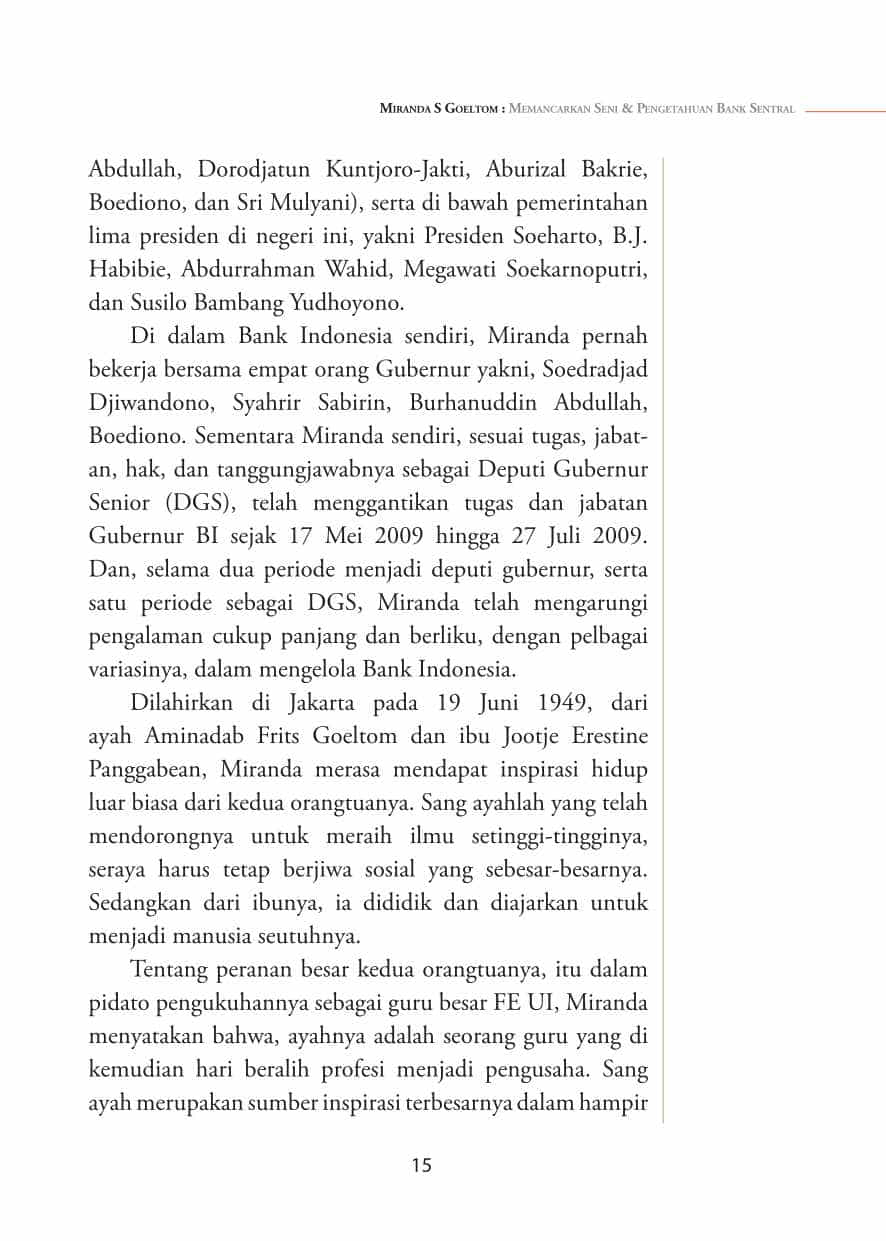 Miranda S Goeltom : Memancarkan Seni & Pengetahuan Bank Sentral
Abdullah, Dorodjatun Kuntjoro-Jakti, Aburizal Bakrie,
Boediono, dan Sri Mulyani), serta di bawah pemerintahan
lima presiden di negeri ini, yakni Presiden Soeharto, B.J.
Habibie, Abdurrahman Wahid, Megawati Soekarnoputri,
dan Susilo Bambang Yudhoyono.
Di dalam Bank Indonesia sendiri, Miranda pernah
bekerja bersama empat orang Gubernur yakni, Soedradjad
Djiwandono, Syahrir Sabirin, Burhanuddin Abdullah,
Boediono. Sementara Miranda sendiri, sesuai tugas, jabat-
an, hak, dan tanggungjawabnya sebagai Deputi Gubernur
Senior (DGS), telah menggantikan tugas dan jabatan
Gubernur BI sejak 17 Mei 2009 hingga 27 Juli 2009.
Dan, selama dua periode menjadi deputi gubernur, serta
satu periode sebagai DGS, Miranda telah mengarungi
pengalaman cukup panjang dan berliku, dengan pelbagai
variasinya, dalam mengelola Bank Indonesia.
Dilahirkan di Jakarta pada 19 Juni 1949, dari
ayah Aminadab Frits Goeltom dan ibu Jootje Erestine
Panggabean, Miranda merasa mendapat inspirasi hidup
luar biasa dari kedua orangtuanya. Sang ayahlah yang telah
mendorongnya untuk meraih ilmu setinggi-tingginya,
seraya harus tetap berjiwa sosial yang sebesar-besarnya.
Sedangkan dari ibunya, ia dididik dan diajarkan untuk
menjadi manusia seutuhnya.
Tentang peranan besar kedua orangtuanya, itu dalam
pidato pengukuhannya sebagai guru besar FE UI, Miranda
menyatakan bahwa, ayahnya adalah seorang guru yang di
kemudian hari beralih profesi menjadi pengusaha. Sang
ayah merupakan sumber inspirasi terbesarnya dalam hampir
15